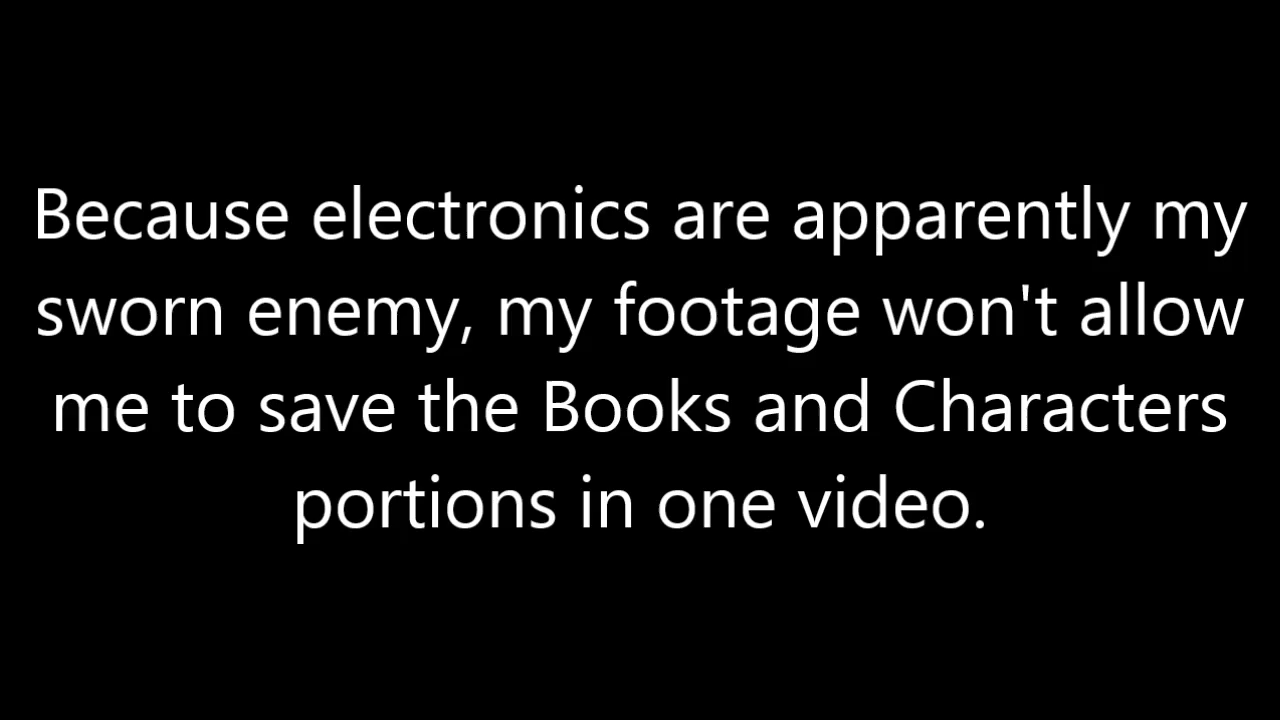 Because electronics are apparently my
sworn enemy, my footage won't allow
me to save the Books and Characters
portions in one video.